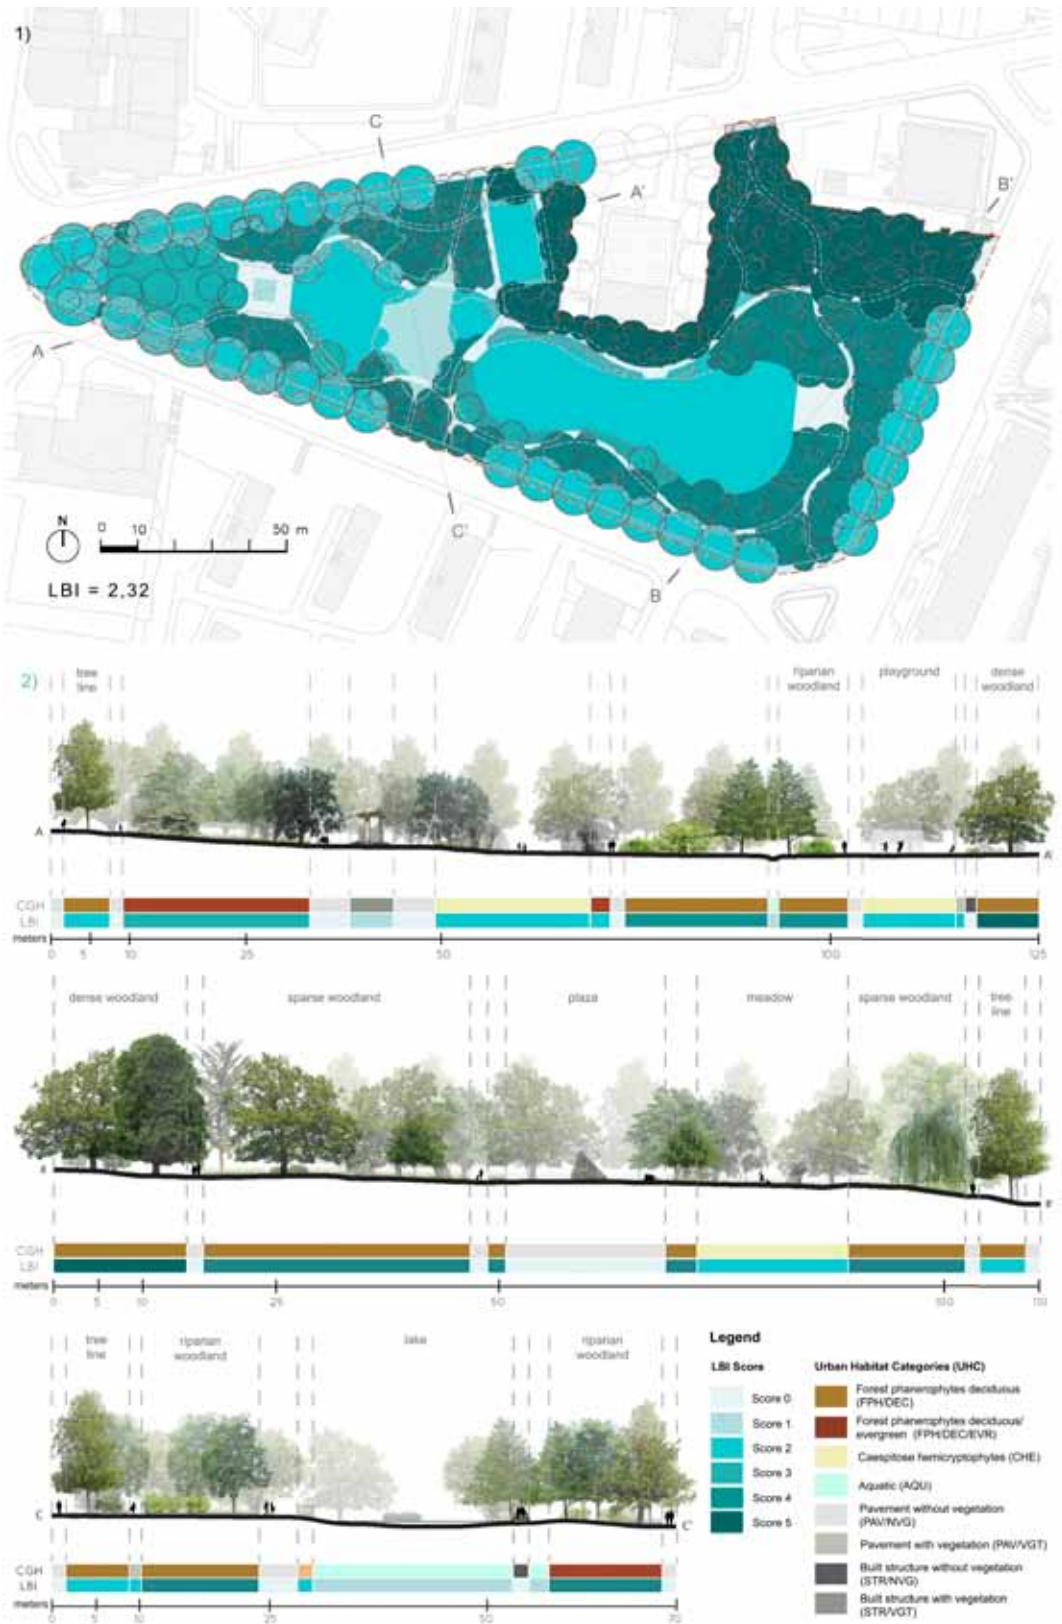 1)
C
A'
B'
A
C'
B
N
0 10 50 m
LBI = 2,32
2)
tree
line
riparian
woodland
playground
dense
woodland
A
A'
CGH
LBI
meters
0 5 10 25 50 100 125
dense woodland
sparse woodland
plaza
meadow
sparse woodland
tree
line
B'
CGH
LBI
meters
0 5 10 25 50 100 110
tree
line
riparian
woodland
lake
riparian
woodland
C
C'
CGH
LBI
meters
0 5 10 25 50 70
Legend
LBI Score
Score 0
Score 1
Score 2
Score 3
Score 4
Score 5
Urban Habitat Categories (UHC)
Forest phanerophytes deciduous
(FPH/DEC)
Forest phanerophytes deciduous/
evergreen (FPH/DEC/EVR)
Caespitose hemicryptophytes (CHE)
Aquatic (AQU)
Pavement without vegetation
(PAV/NVG)
Pavement with vegetation (PAV/VGT)
Built structure without vegetation
(STR/NVG)
Built structure with vegetation
(STR/VGT)